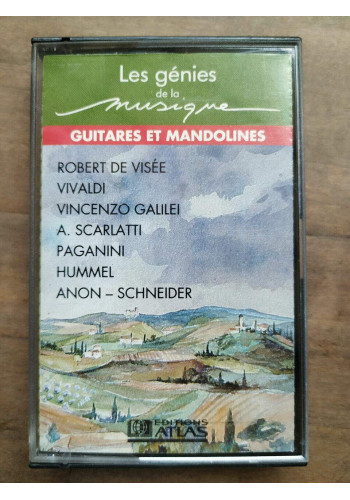 Les génies
de la
musique
GUITARES ET MANDOLINES
ROBERT DE VISÉE
VIVALDI
VINCENZO GALILEI
A. SCARLATTI
PAGANINI
HUMMEL
ANON – SCHNEIDER
EDITIONS
ATLAS